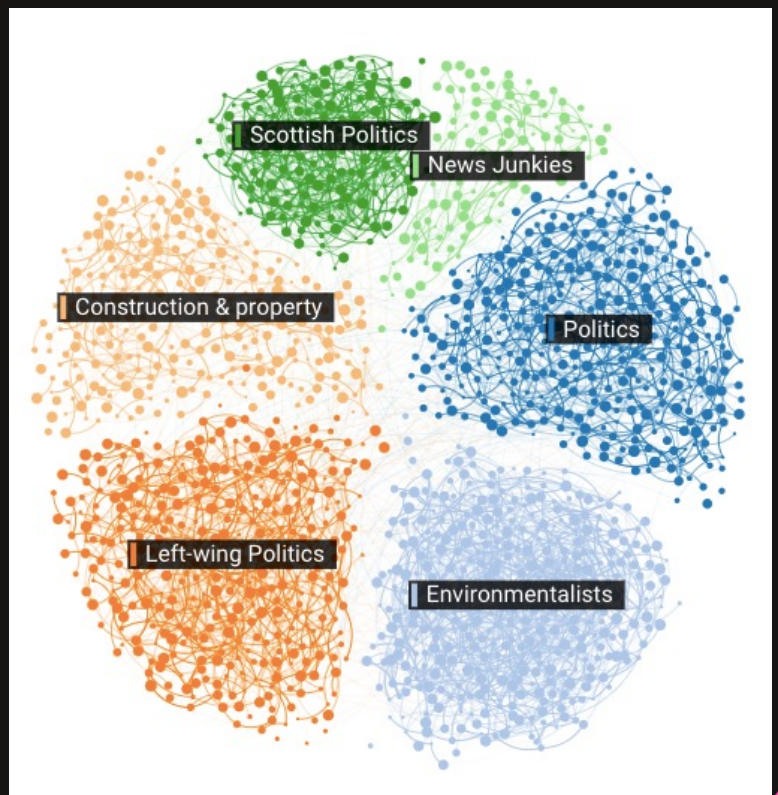 Scottish Politics
News Junkies
Construction & property
Politics
Left-wing Politics
Environmentalists